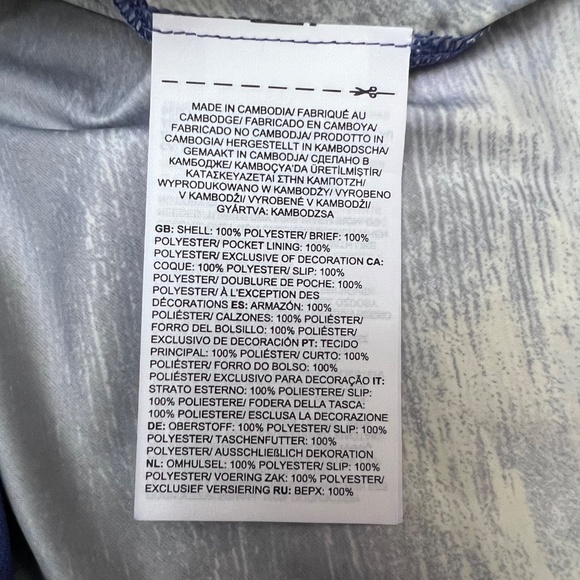 MADE IN CAMBODIA/ FABRIQUÉ AU
CAMBODGE/ FABRICADO EN CAMBOYA/
FABRICADO NO CAMBODJA/ PRODOTTO IN
CAMBOGIA/ HERGESTELLT IN KAMBODSCHA/
GEMAAKT IN CAMBODJA/ СДЕЛАНО В
КАМБОДЖЕ/ KAMBOÇYA'DA ÜRETİLMİŞTİR/
ΚΑΤΑΣΚΕΥΑΖΕΤΑΙ ΣΤΗΝ ΚΑΜΠΟΤΖΗ/
WYPRODUKOWANO W KAMBODŻY/ VYROBENO
V KAMBODŽI/ VYROBENÉ V KAMBODŽI/
GYÁRTVA: KAMBODZSA
GB: SHELL: 100% POLYESTER/ BRIEF: 100%
POLYESTER/ POCKET LINING: 100%
POLYESTER/ EXCLUSIVE OF DECORATION CA:
COQUE: 100% POLYESTER/ SLIP: 100%
POLYESTER/ DOUBLURE DE POCHE: 100%
POLYESTER/ À L'EXCEPTION DES
DÉCORATIONS ES: ARMAZÓN: 100%
POLIÉSTER/ CALZONES: 100% POLIÉSTER/
FORRO DEL BOLSILLO: 100% POLIÉSTER/
EXCLUSIVO DE DECORACIÓN PT: TECIDO
PRINCIPAL: 100% POLIÉSTER/ CURTO: 100%
POLIÉSTER/ FORRO DO BOLSO: 100%
POLIÉSTER/ EXCLUSIVO PARA DECORAÇÃO IT:
STRATO ESTERNO: 100% POLIESTERE/ SLIP:
100% POLIESTERE/ FODERA DELLA TASCA:
100% POLIESTERE/ ESCLUSA LA DECORAZIONE
DE: OBERSTOFF: 100% POLYESTER/ SLIP: 100%
POLYESTER/ TASCHENFUTTER: 100%
POLYESTER/ AUSSCHLIEßLICH DEKORATION
NL: OMHULSEL: 100% POLYESTER/ SLIP: 100%
POLYESTER/ VOERING ZAK: 100% POLYESTER/
EXCLUSIEF VERSIERING RU: ВЕРХ: 100%